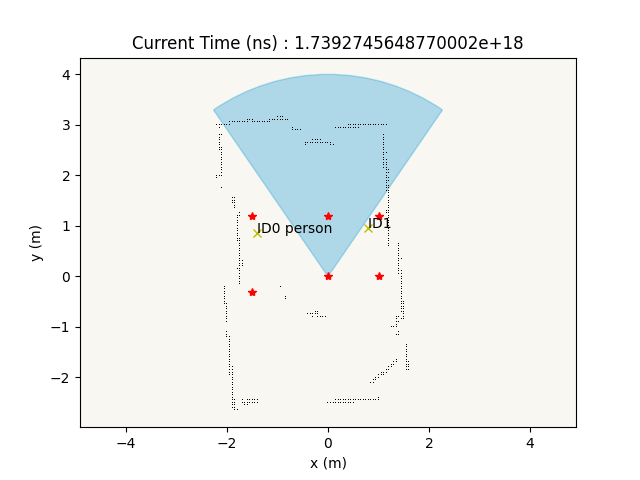 Current Time (ns) : 1.7392745648770002e+18
4
3
2
1
0
−1
−2
y (m)
ID0 person
ID1
−4
−2
0
2
4
x (m)